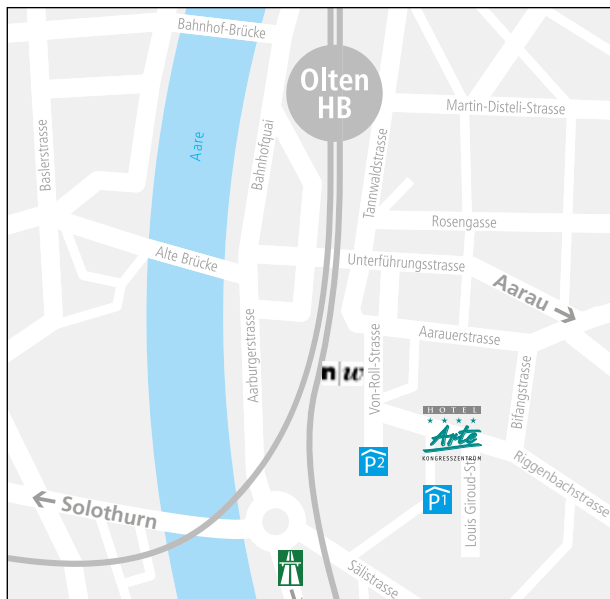 Bahnhof-Brücke
Olten
HB
Martin-Disteli-Strasse
Aare
Baslerstrasse
Bahnhofquai
Tannwaldstrasse
Rosengasse
Alte Brücke
Unterführungsstrasse
Aarau
Aarauerstrasse
Aarburgerstrasse
Von-Roll-Strasse
Bifangstrasse
n|w
HOTEL
Arte
KONGRESSZENTRUM
P2
Riggenbachstrasse
P1
Louis Giroud-St
Solothurn
Sälistrasse